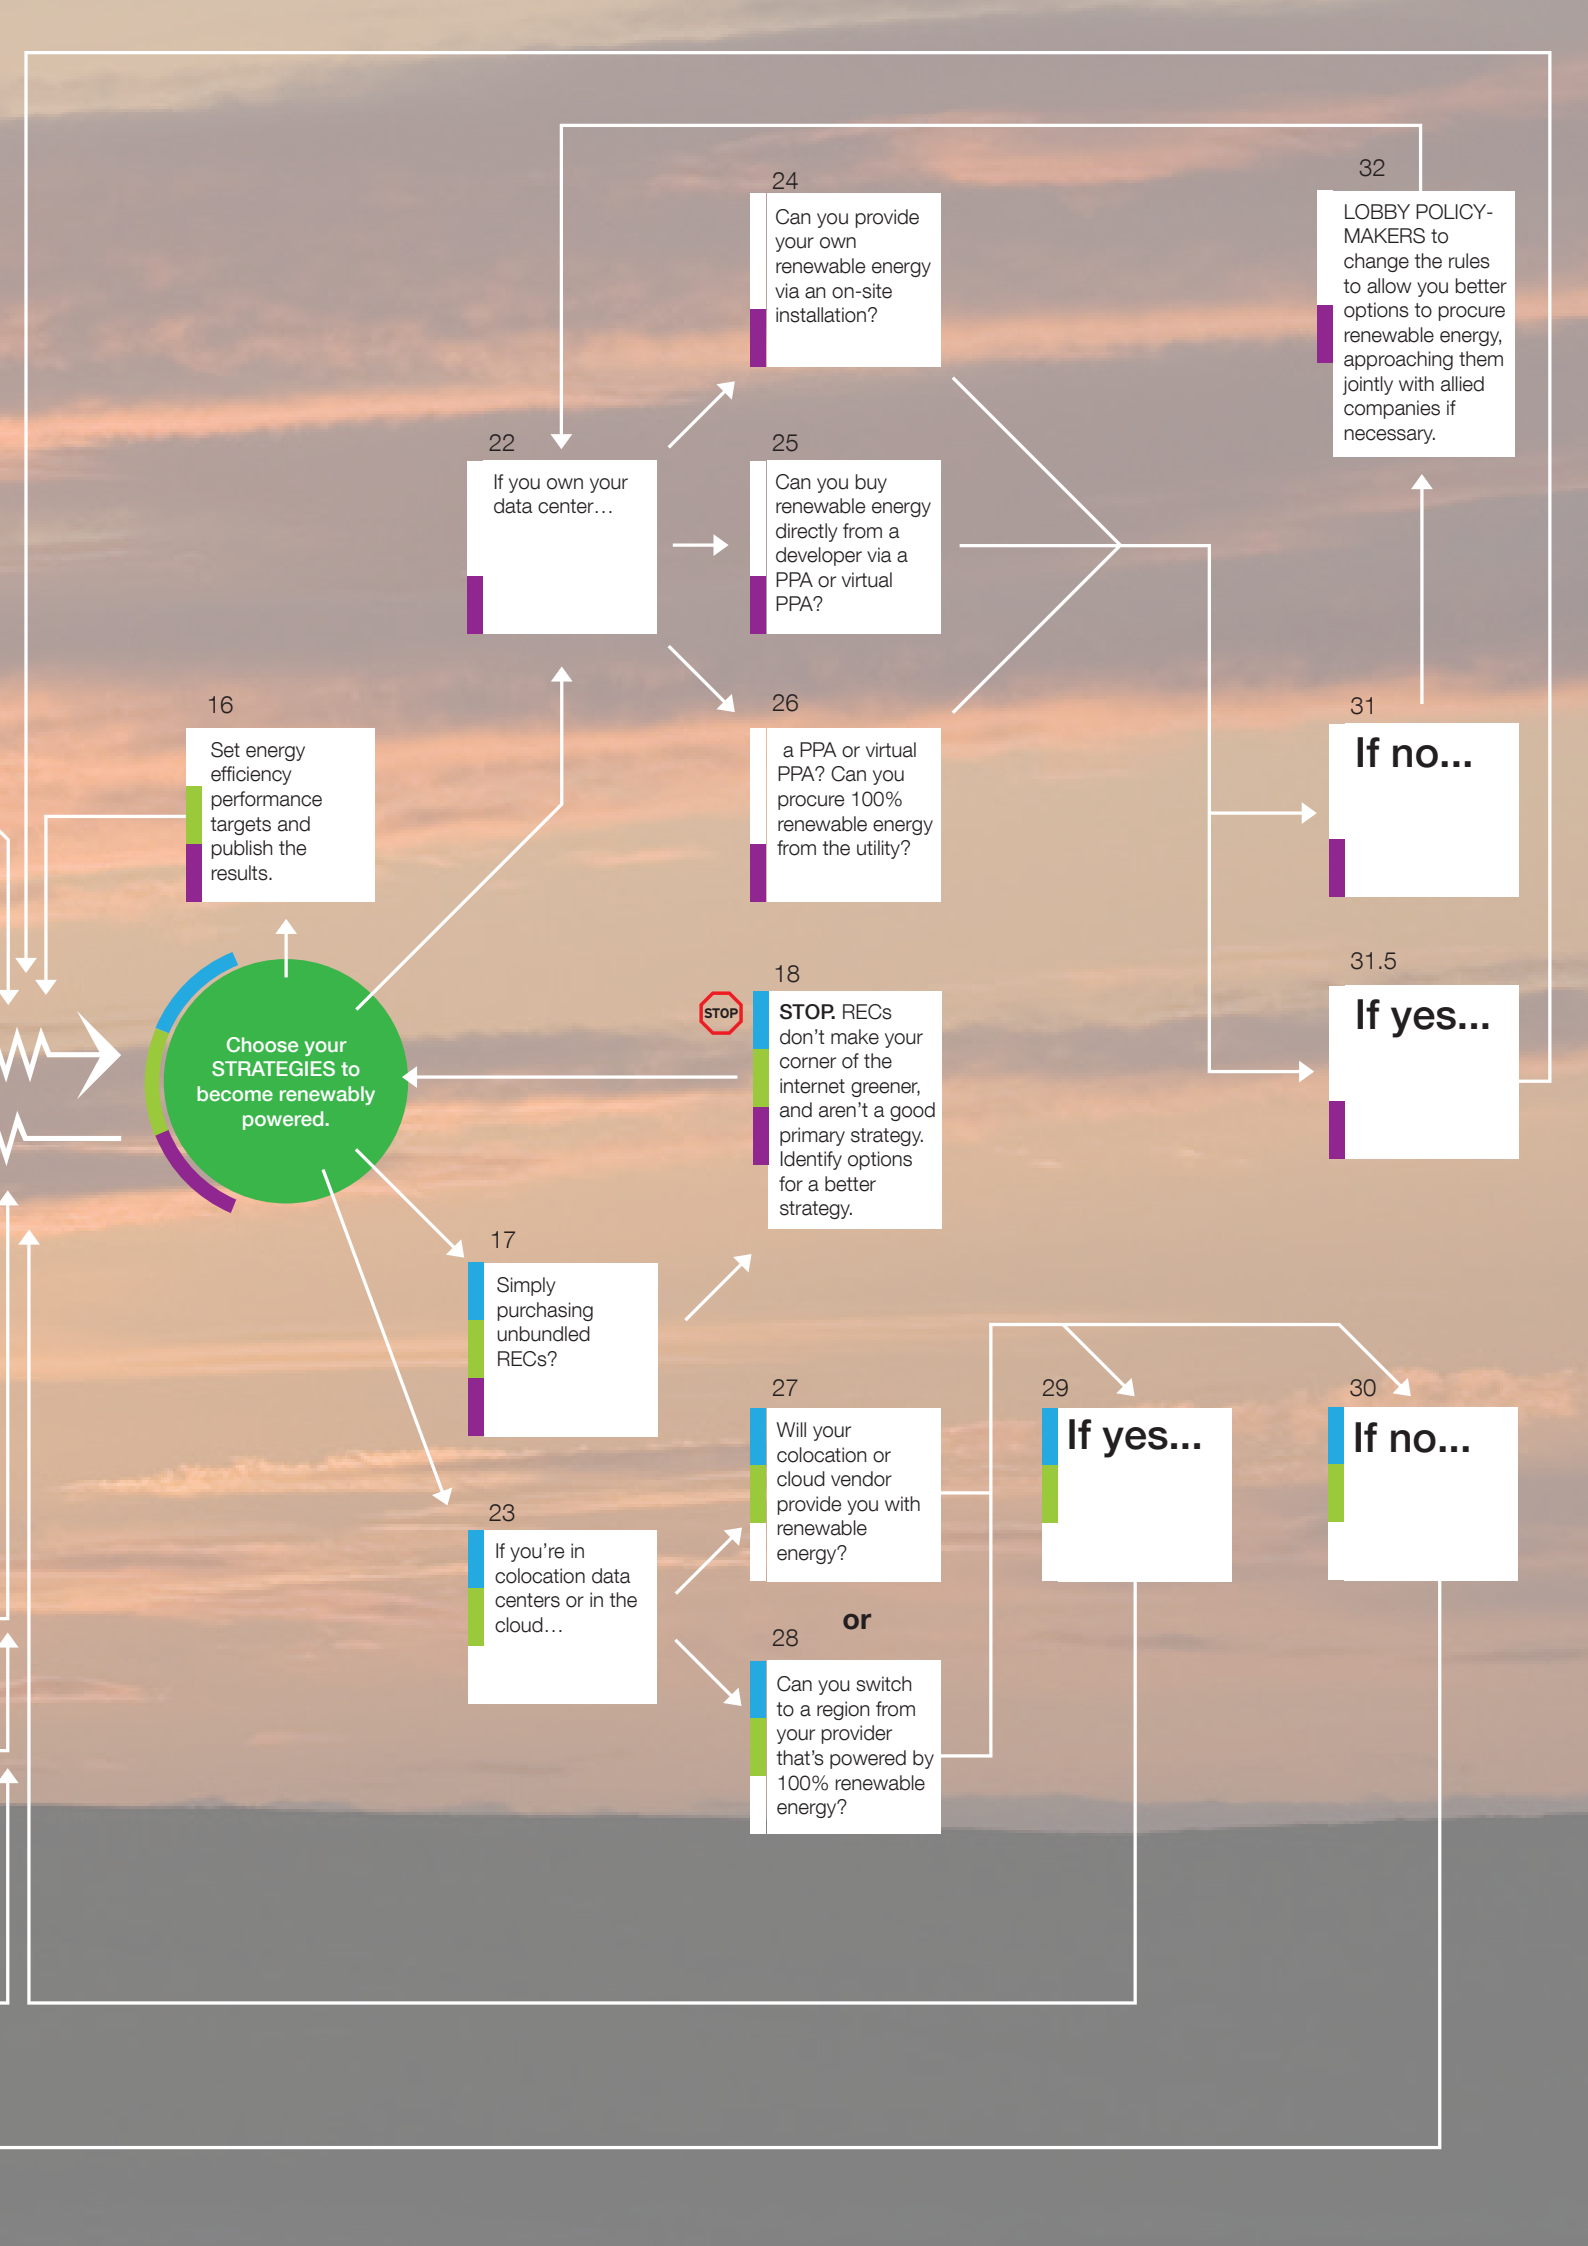 24
Can you provide
your own
renewable energy
via an on-site
installation?
32
LOBBY POLICY-
MAKERS to
change the rules
to allow you better
options to procure
renewable energy,
approaching them
jointly with allied
companies if
necessary.
22
If you own your
data center…
25
Can you buy
renewable energy
directly from a
developer via a
PPA or virtual
PPA?
16
Set energy
efficiency
performance
targets and
publish the
results.
26
a PPA or virtual
PPA? Can you
procure 100%
renewable energy
from the utility?
31
If no...
31.5
If yes...
Choose your
STRATEGIES to
become renewably
powered.
STOP
18
STOP. RECs
don’t make your
corner of the
internet greener,
and aren’t a good
primary strategy.
Identify options
for a better
strategy.
17
Simply
purchasing
unbundled
RECs?
27
Will your
colocation or
cloud vendor
provide you with
renewable
energy?
29
If yes...
30
If no...
23
If you’re in
colocation data
centers or in the
cloud…
or
28
Can you switch
to a region from
your provider
that’s powered by
100% renewable
energy?